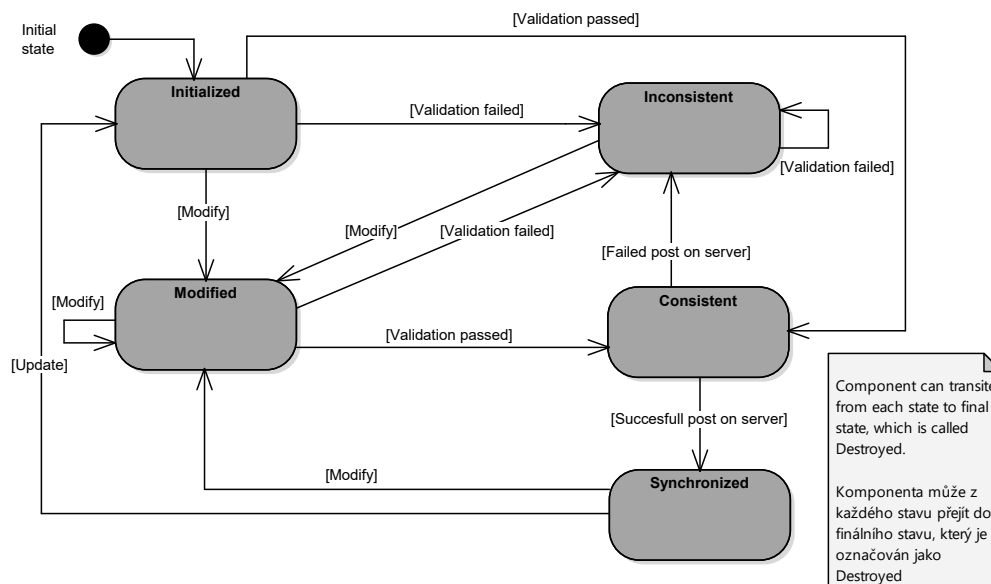 [Validation passed]
Initial
state
Initialized
Inconsistent
[Validation failed]
[Validation failed]
[Modify]
[Modify]
[Validation failed]
[Failed post on server]
Modified
Consistent
[Modify]
[Validation passed]
[Update]
Component can transite
from each state to final
state, which is called
Destroyed.
[Succesfull post on server]
[Modify]
Synchronized
Komponenta může z
každého stavu přejít do
finálního stavu, který je
označován jako
Destroyed